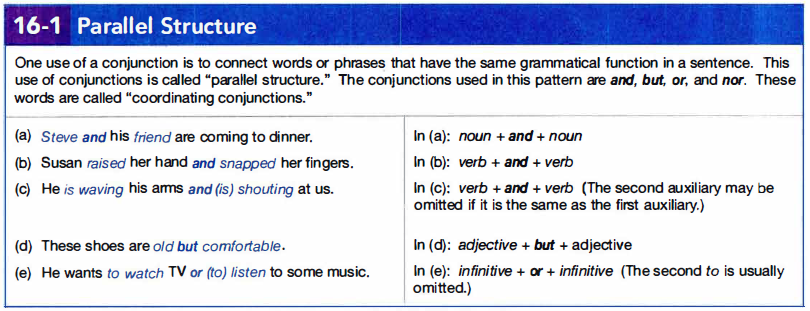 16-1 Parallel Structure
One use of a conjunction is to connect words or phrases that have the same grammatical function in a sentence. This
use of conjunctions is called "parallel structure." The conjunctions used in this pattern are and, but, or, and nor. These
words are called "coordinating conjunctions."
(a) Steve and his friend are coming to dinner.
In (a): noun + and + noun
(b) Susan raised her hand and snapped her fingers.
In (b): verb + and + verb
(c) He is waving his arms and (is) shouting at us.
In (c): verb + and + verb (The second auxiliary may be
omitted if it is the same as the first auxiliary.)
(d) These shoes are old but comfortable.
In (d): adjective + but + adjective
(e) He wants to watch TV or (to) listen to some music.
In (e): infinitive + or + infinitive (The second to is usually
omitted.)